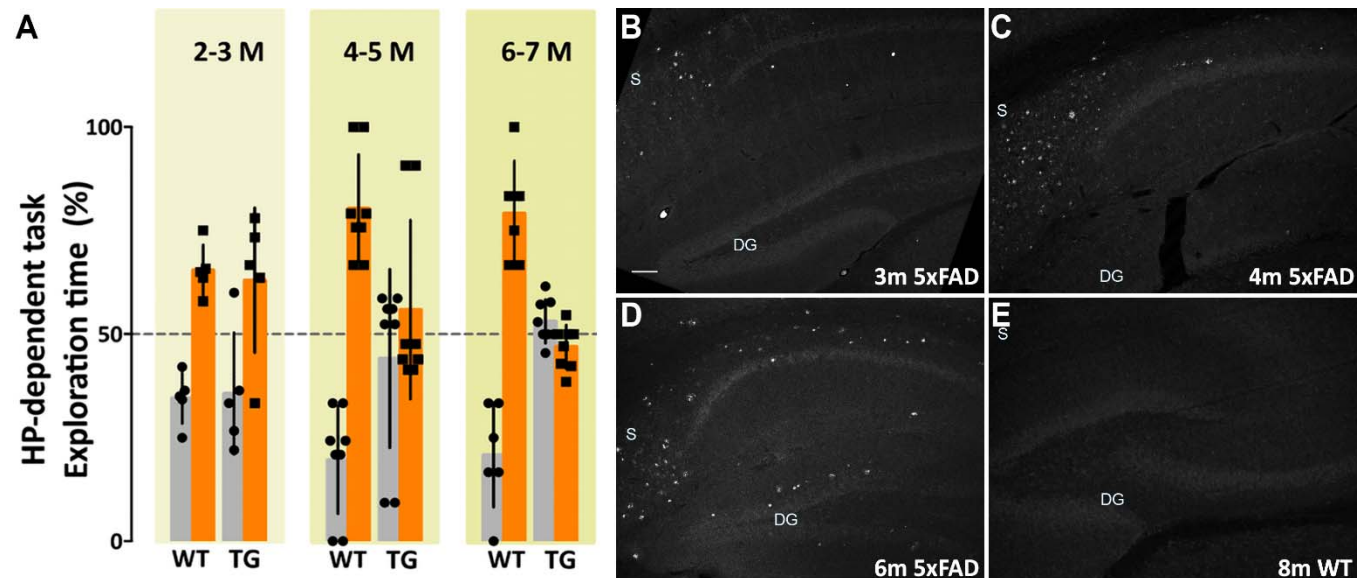 A
2-3 M
4-5 M
6-7 M
HP-dependent task
Exploration time (%)
100
50
0
WT TG
WT TG
WT TG
B
S
DG
3m 5xFAD
C
S
DG
4m 5xFAD
D
S
DG
6m 5xFAD
E
S
DG
8m WT